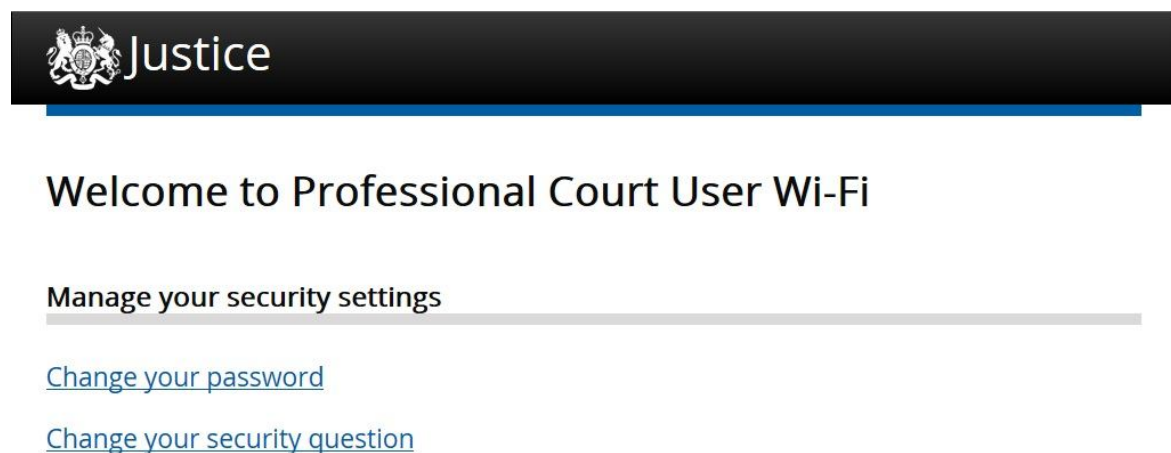 Justice
Welcome to Professional Court User Wi-Fi
Manage your security settings
Change your password
Change your security question